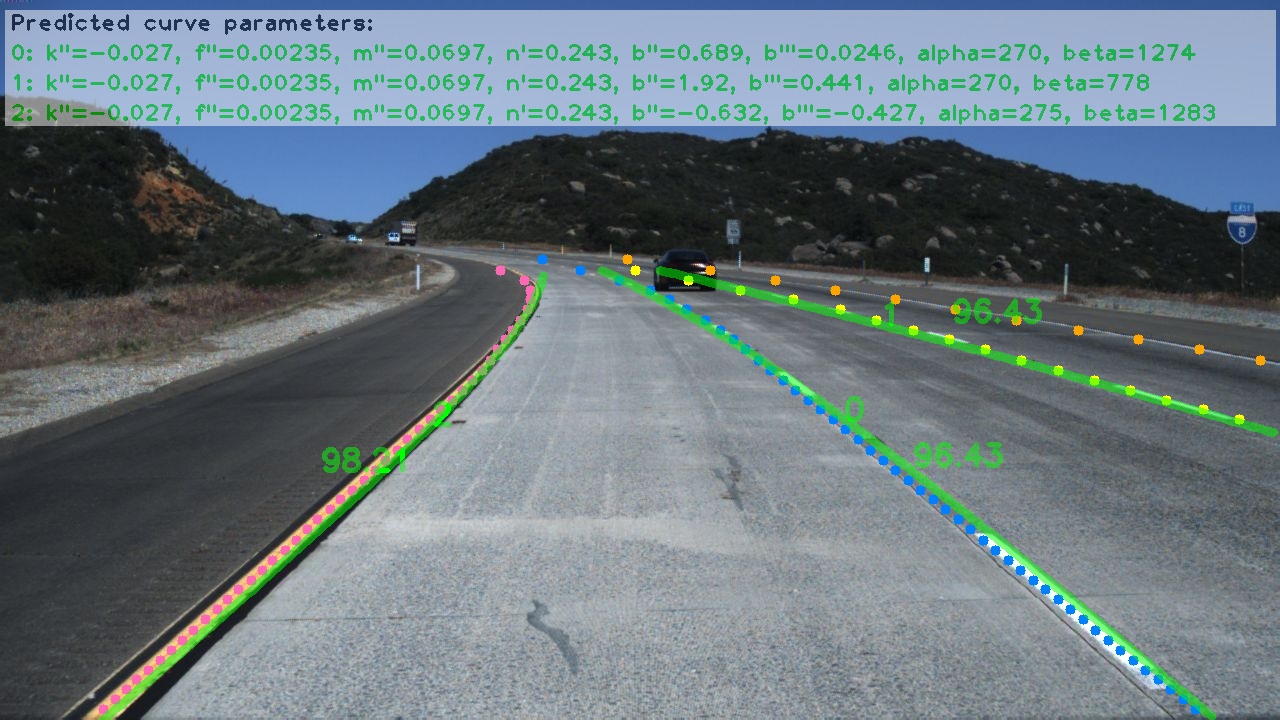 Predicted curve parameters:
0: k''=-0.027, f''=0.00235, m''=0.0697, n'=0.243, b''=0.689, b'''=0.0246, alpha=270, beta=1274
1: k''=-0.027, f''=0.00235, m''=0.0697, n'=0.243, b''=1.92, b'''=0.441, alpha=270, beta=778
2: k''=-0.027, f''=0.00235, m''=0.0697, n'=0.243, b''=-0.632, b'''=-0.427, alpha=275, beta=1283
EAST
8
1
96.43
0
96.43
98.21